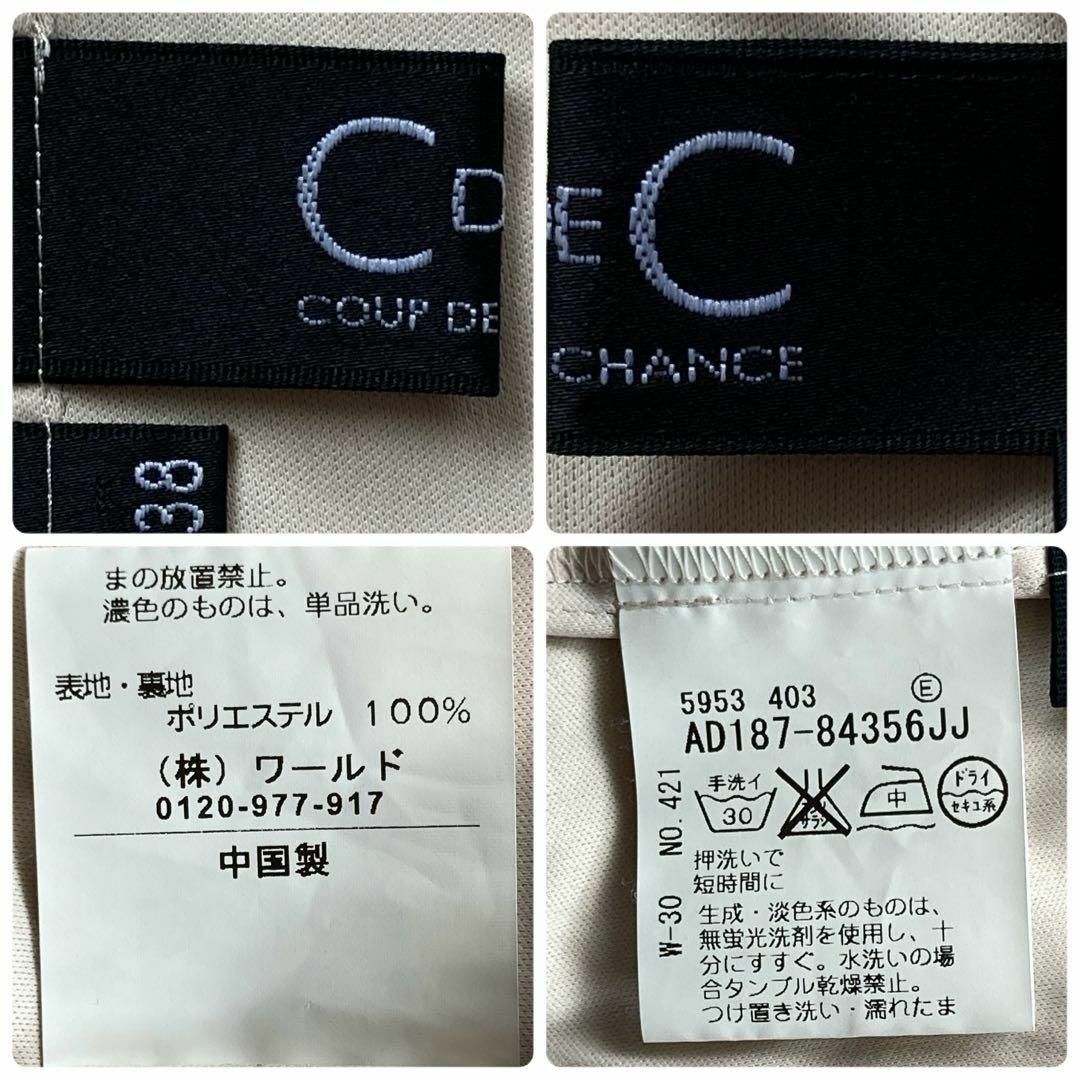 C D
COUP DE
38
DE C
CHANCE
まの放置禁止。
濃色のものは、単品洗い。
表地・裏地
ポリエステル 100%
(株)ワールド
0120-977-917
中国製
5953 403 E
AD187-84356JJ
W-30 NO.421
手洗イ
30
サラシ
中
ドライ
セキユ系
押洗いで
短時間に
生成・淡色系のものは、
無蛍光洗剤を使用し、十
分にすすぐ。水洗いの場
合タンブル乾燥禁止。
つけ置き洗い・濡れたま